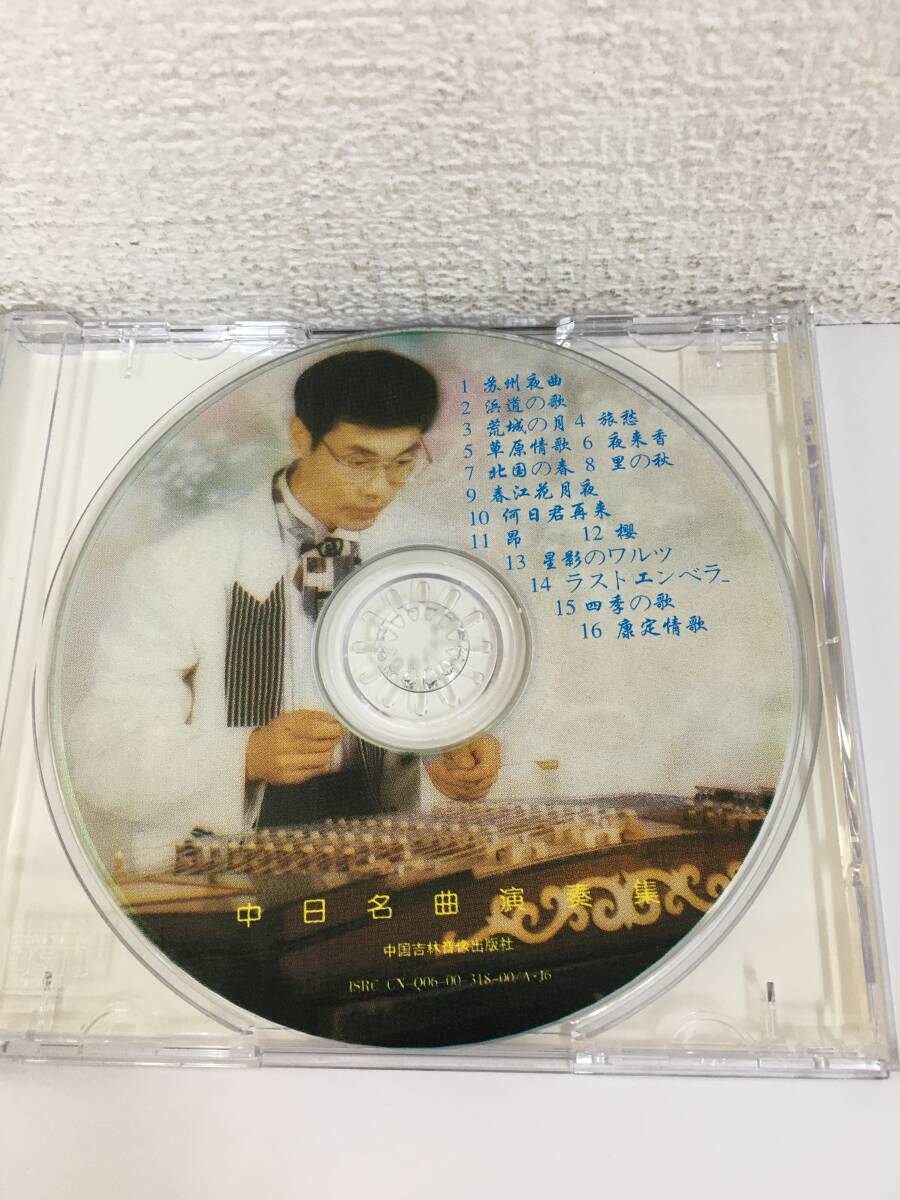 1 苏州夜曲
2 浜道の歌
3 荒城の月 4 旅愁
5 草原情歌 6 夜来香
7 北国の春 8 里の秋
9 春江花月夜
10 何日君再来
11 昴 12 樱
13 星影のワルツ
14 ラストエンベラ_
15 四季の歌
16 康定情歌
中日名曲演奏集
中国吉林音像出版社
ISRC CN-Q06-00-318-00/A·J6